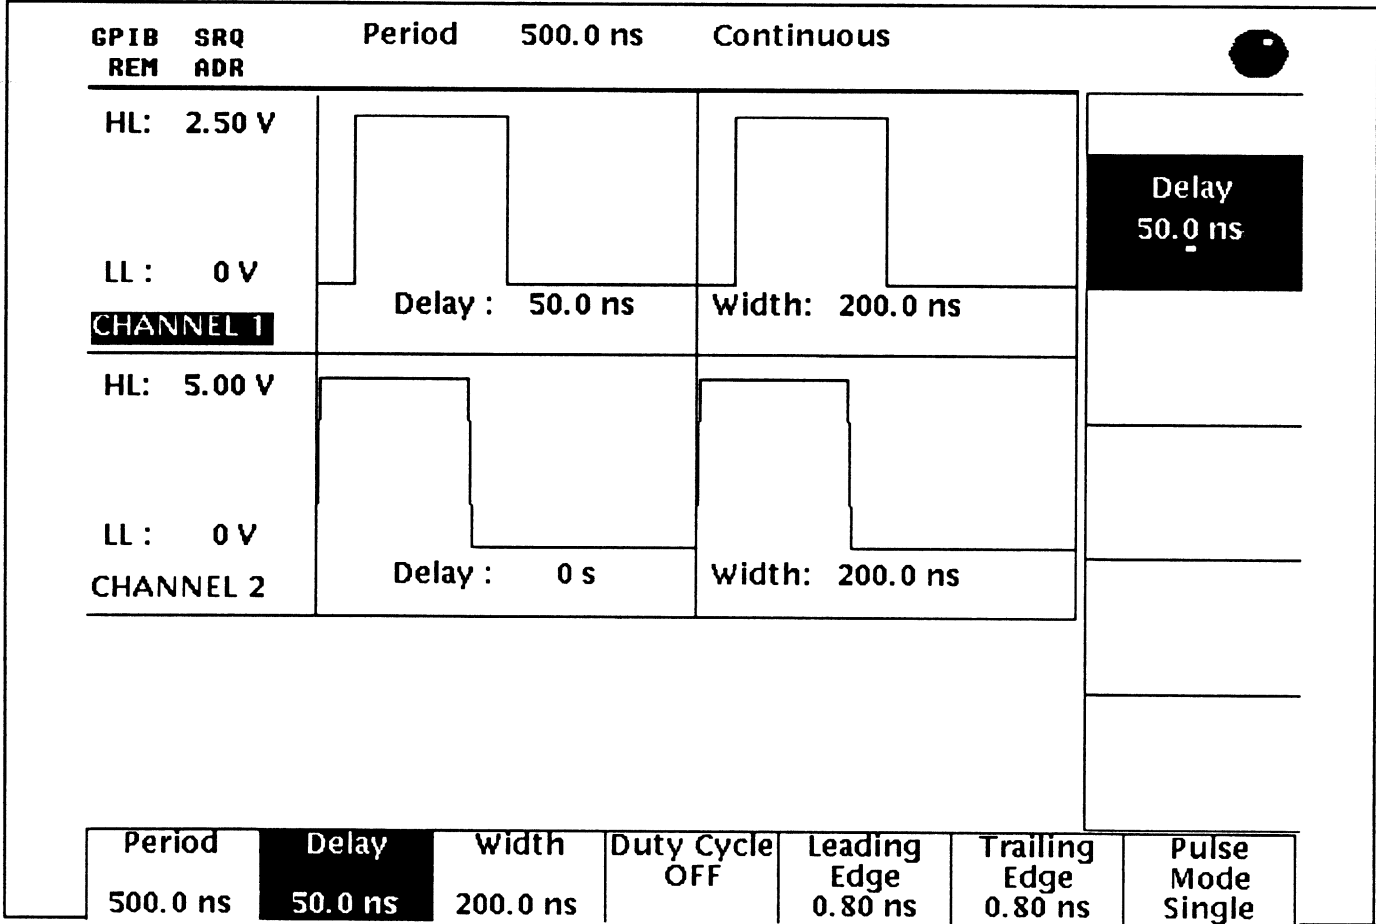 GPIB SRQ Period 500.0 ns Continuous
REM ADR
HL: 2.50 V
Delay
50.0 ns
LL : 0 V
Delay : 50.0 ns Width: 200.0 ns
CHANNEL 1
HL: 5.00 V
LL : 0 V
Delay : 0 s Width: 200.0 ns
CHANNEL 2
Period Delay Width Duty Cycle Leading Trailing Pulse
OFF Edge Edge Mode
500.0 ns 50.0 ns 200.0 ns 0.80 ns 0.80 ns Single